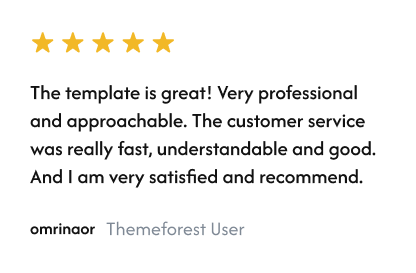 The template is great! Very professional
and approachable. The customer service
was really fast, understandable and good.
And I am very satisfied and recommend.
omrinaor Themeforest User